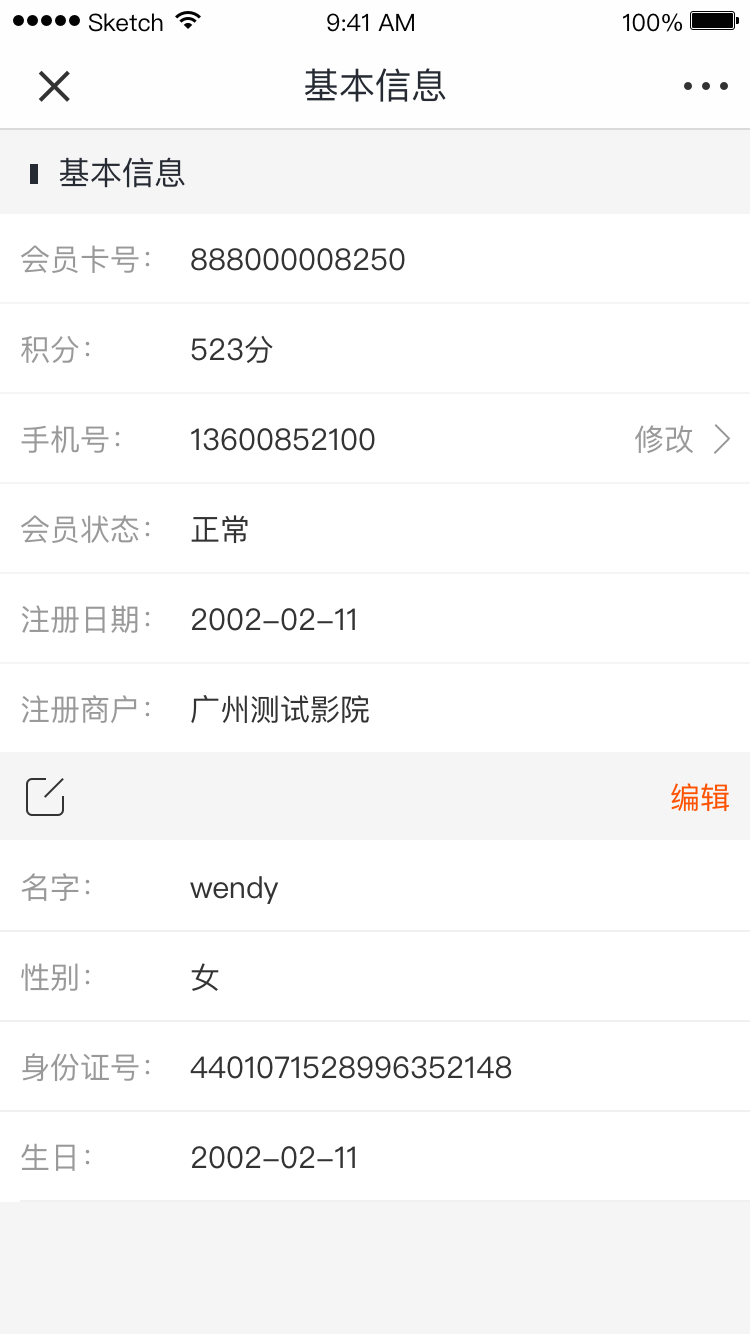 Sketch 9:41 AM 100%
基本信息
基本信息
会员卡号： 888000008250
积分： 523分
手机号： 13600852100 修改
会员状态： 正常
注册日期： 2002-02-11
注册商户： 广州测试影院
编辑
名字： wendy
性别： 女
身份证号： 4401071528996352148
生日： 2002-02-11